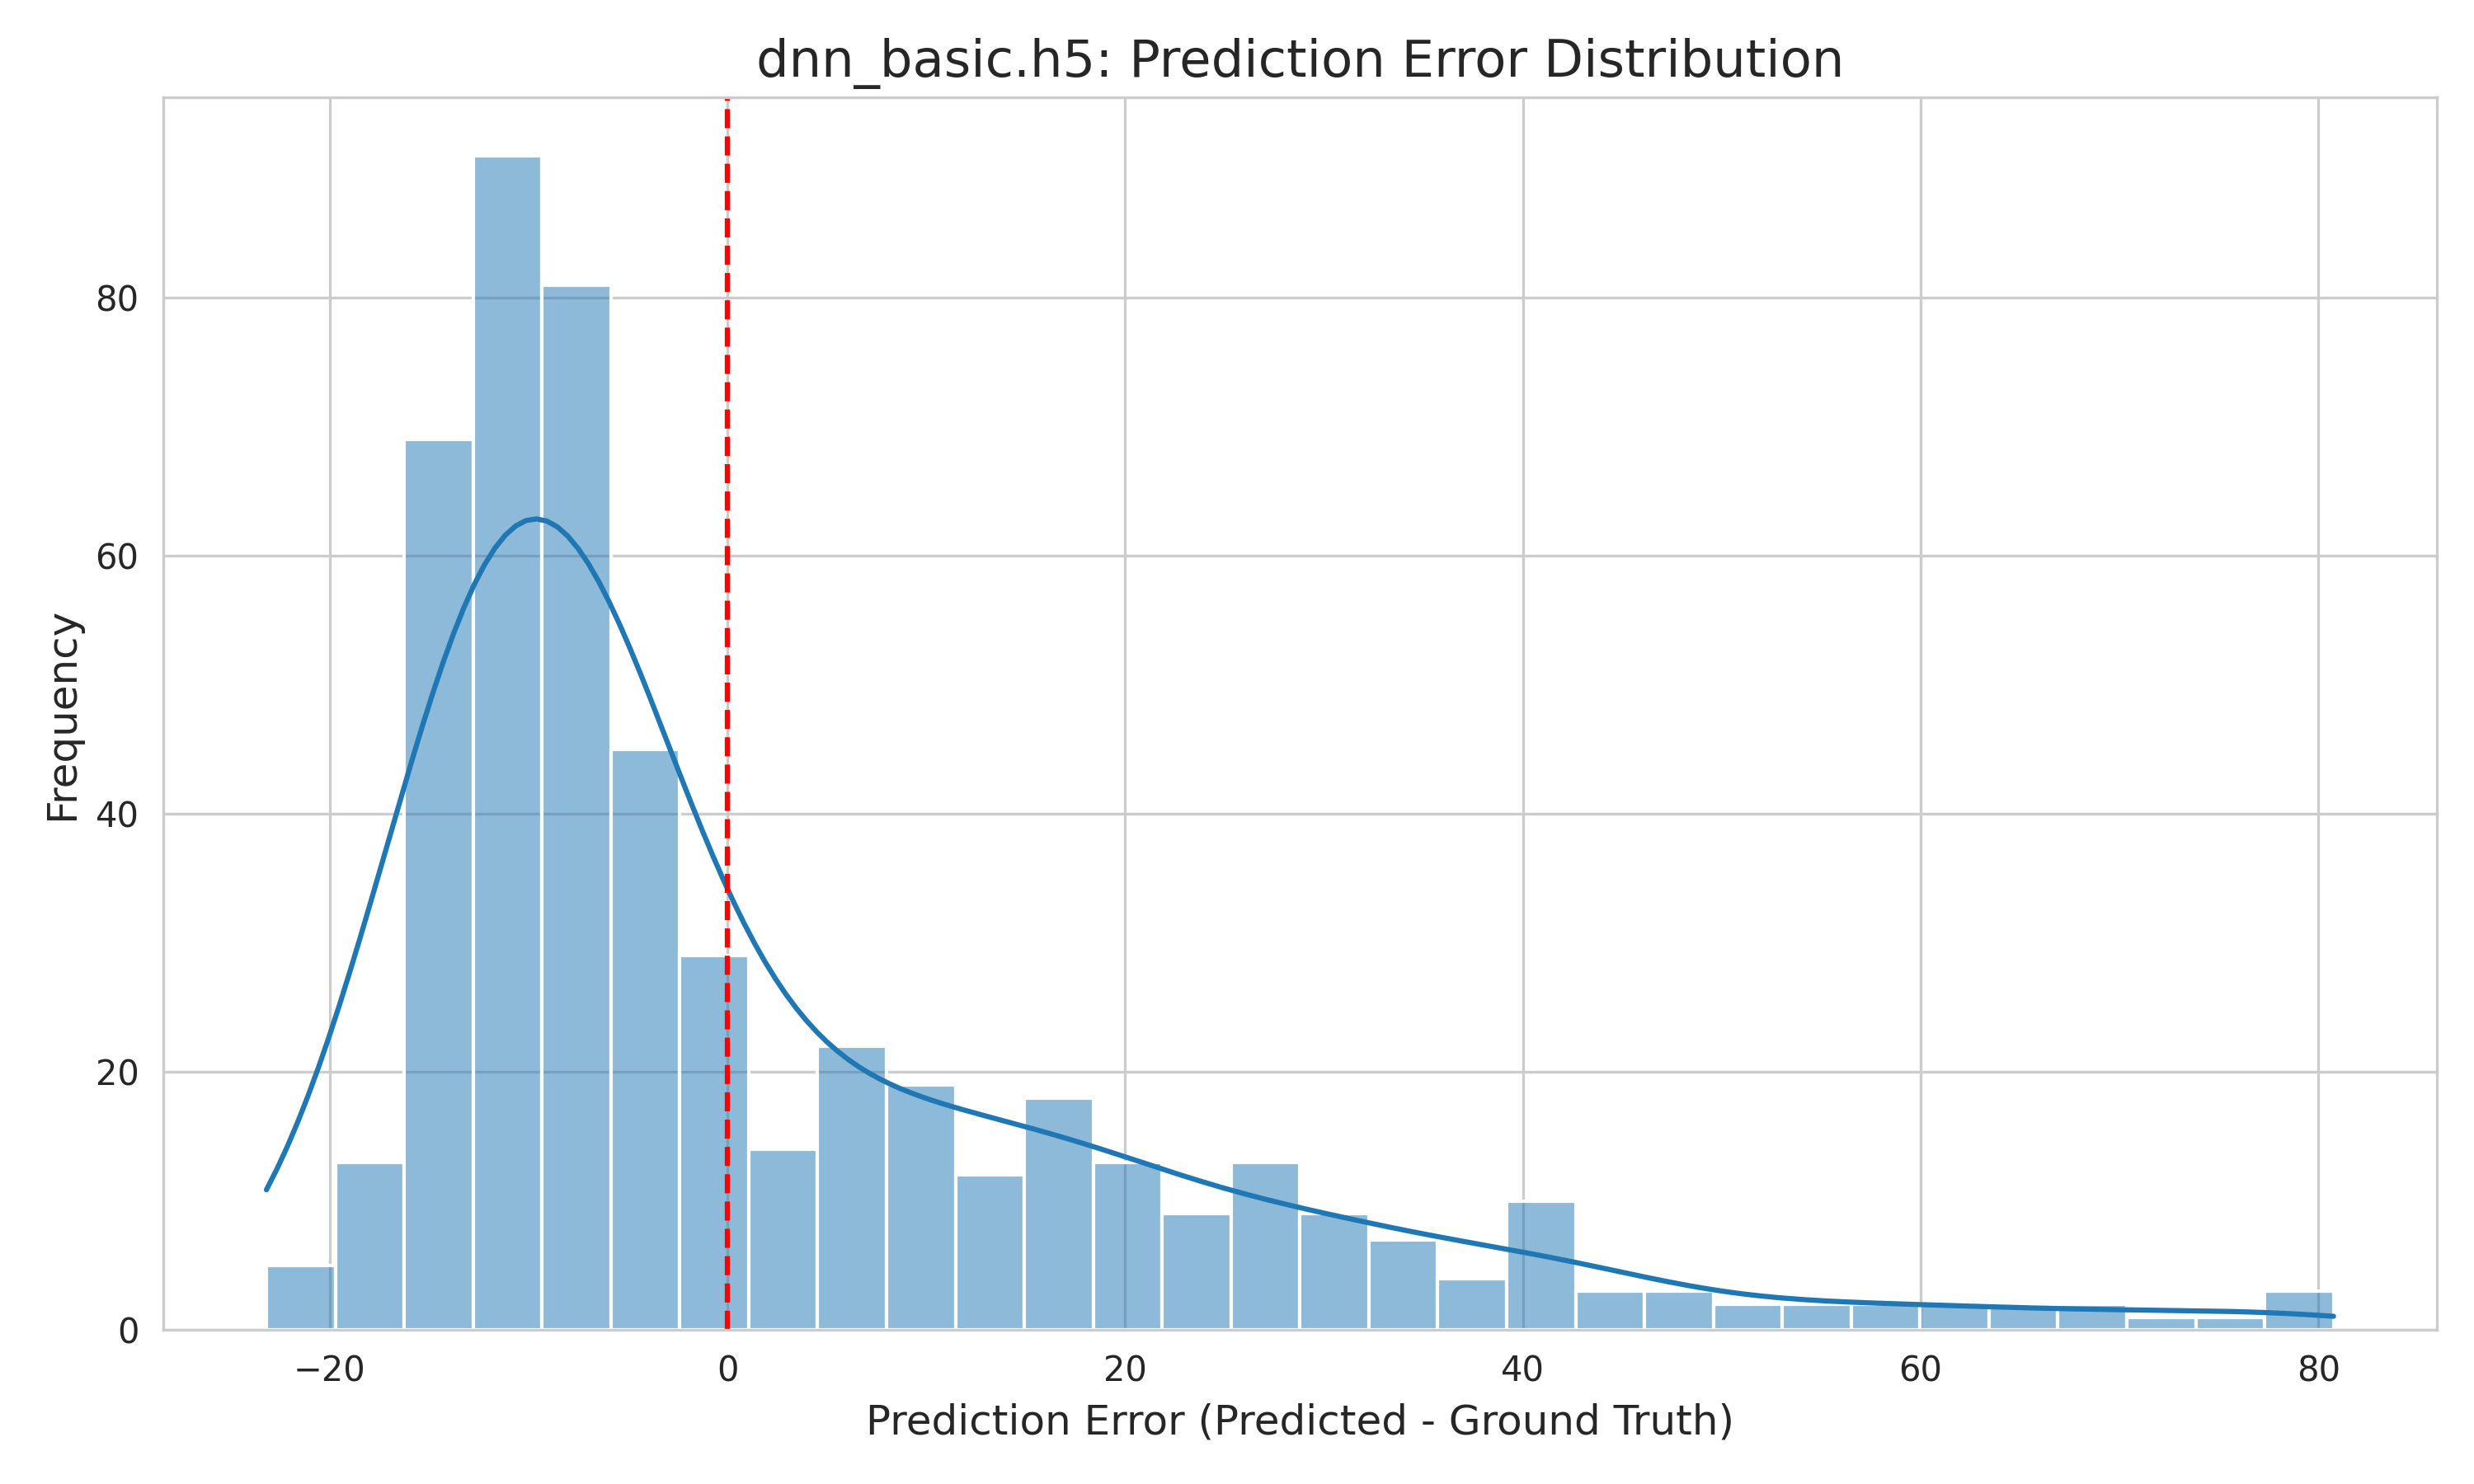 dnn_basic.h5: Prediction Error Distribution
Frequency
80
60
40
20
0
−20 0 20 40 60 80
Prediction Error (Predicted - Ground Truth)